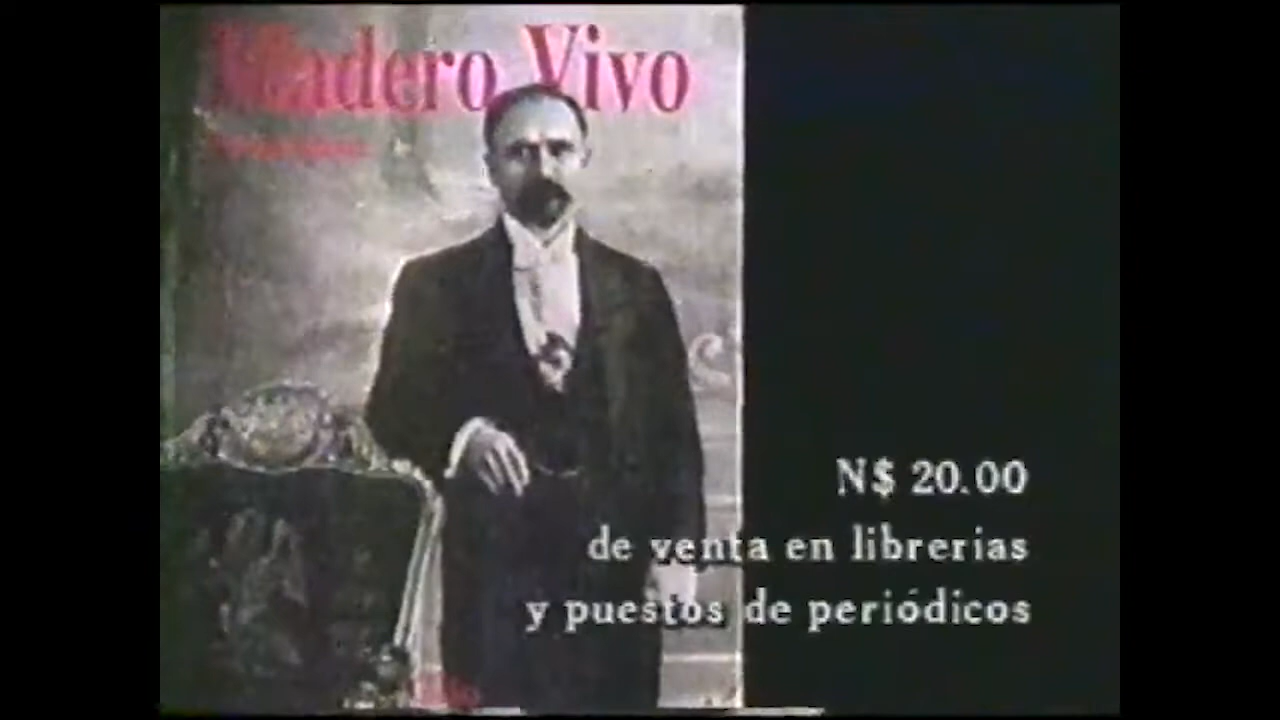 Madero Vivo
N$ 20.00
de venta en librerias
y puestos de periódicos